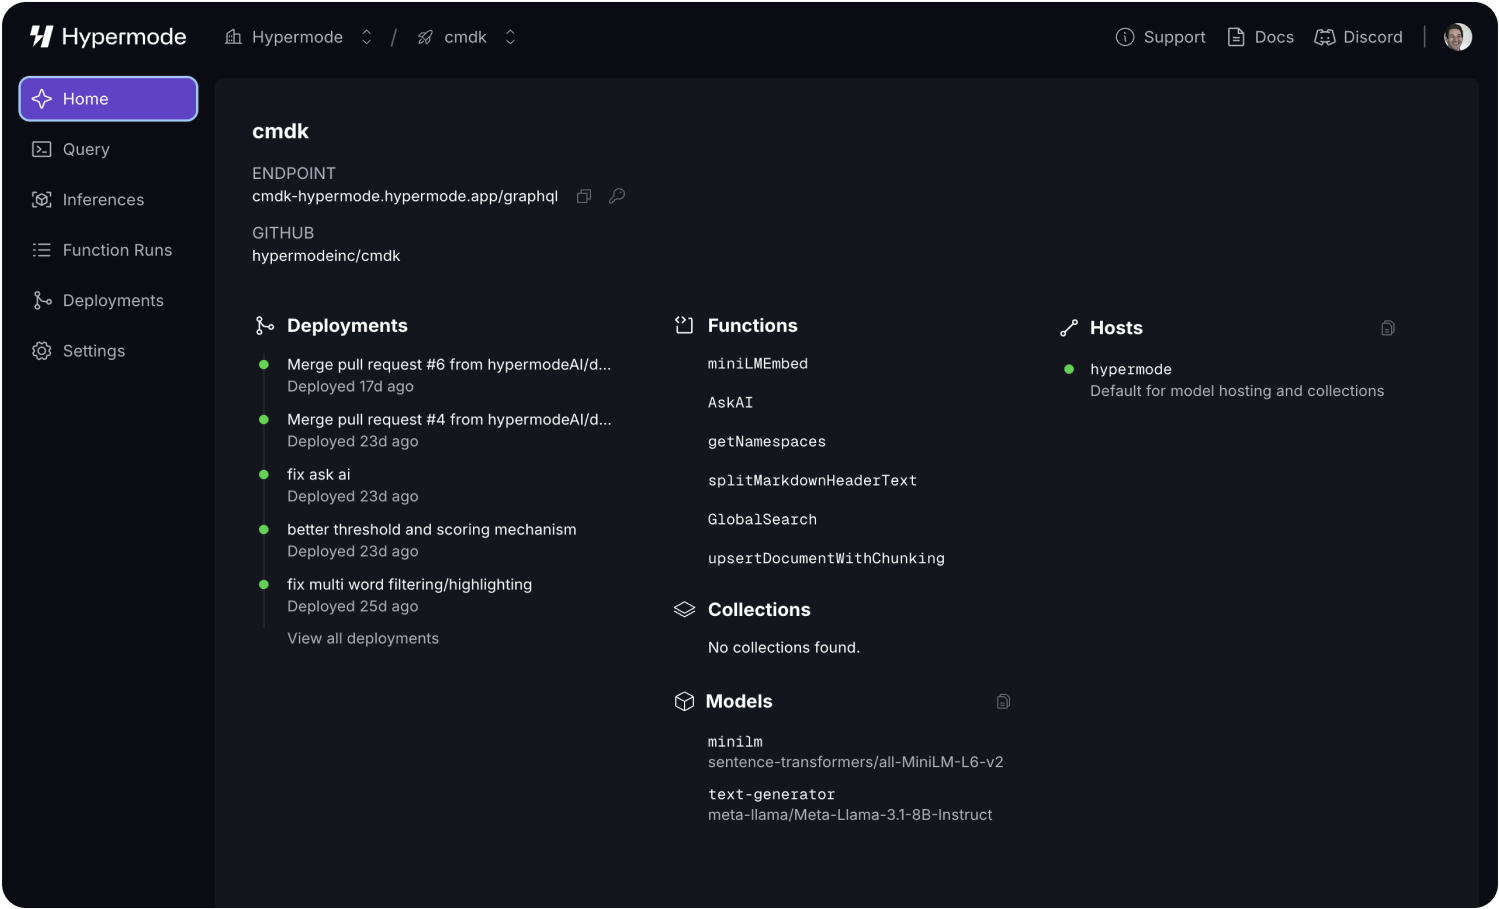 Hypermode
Hypermode / cmdk
Support
Docs
Discord
Home
Query
Inferences
Function Runs
Deployments
Settings
cmdk
ENDPOINT
cmdk-hypermode.hypermode.app/graphql
GITHUB
hypermodeinc/cmdk
Deployments
Merge pull request #6 from hypermodeAI/d...
Deployed 17d ago
Merge pull request #4 from hypermodeAI/d...
Deployed 23d ago
fix ask ai
Deployed 23d ago
better threshold and scoring mechanism
Deployed 23d ago
fix multi word filtering/highlighting
Deployed 25d ago
View all deployments
Functions
miniLMEmbed
AskAI
getNamespaces
splitMarkdownHeaderText
GlobalSearch
upsertDocumentWithChunking
Collections
No collections found.
Models
minilm
sentence-transformers/all-MiniLM-L6-v2
text-generator
meta-llama/Meta-Llama-3.1-8B-Instruct
Hosts
hypermode
Default for model hosting and collections